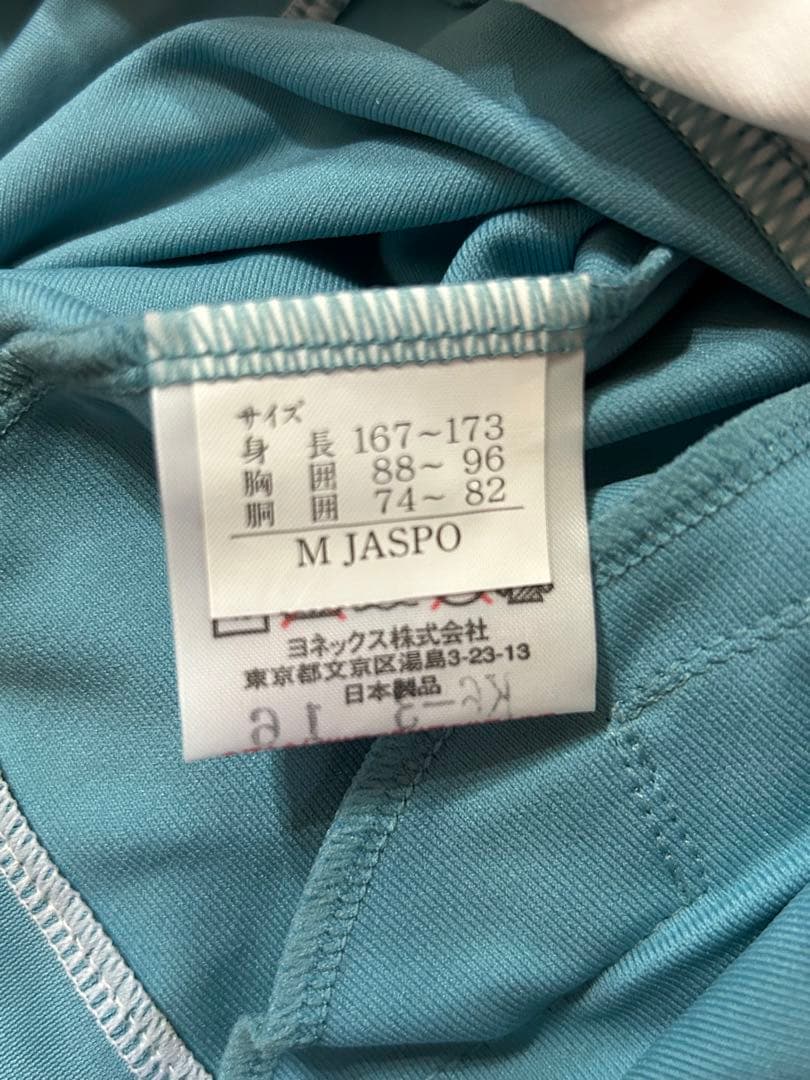 サイズ
身 長 167～173
胸 囲 88～ 96
胴 囲 74～ 82
M JASPO
ヨネックス株式会社
東京都文京区湯島3-23-13
日本製品